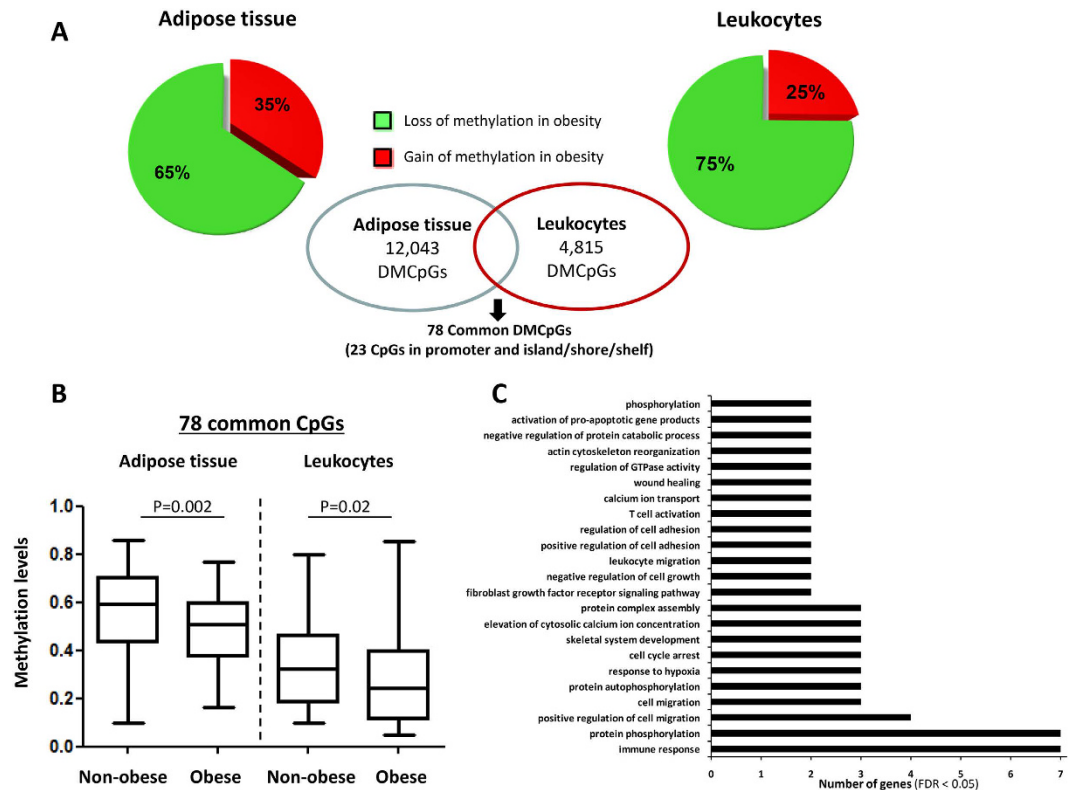 A
Adipose tissue
Leukocytes
35%
65%
25%
75%
Loss of methylation in obesity
Gain of methylation in obesity
Adipose tissue
12,043
DMCpGs
Leukocytes
4,815
DMCpGs
78 Common DMCpGs
(23 CpGs in promoter and island/shore/shelf)
B
78 common CpGs
Adipose tissue
Leukocytes
P=0.002
P=0.02
Methylation levels
1.0
0.8
0.6
0.4
0.2
0.0
Non-obese
Obese
Non-obese
Obese
C
phosphorylation
activation of pro-apoptotic gene products
negative regulation of protein catabolic process
actin cytoskeleton reorganization
regulation of GTPase activity
wound healing
calcium ion transport
T cell activation
regulation of cell adhesion
positive regulation of cell adhesion
leukocyte migration
negative regulation of cell growth
fibroblast growth factor receptor signaling pathway
protein complex assembly
elevation of cytosolic calcium ion concentration
skeletal system development
cell cycle arrest
response to hypoxia
protein autophosphorylation
cell migration
positive regulation of cell migration
protein phosphorylation
immune response
0 1 2 3 4 5 6 7
Number of genes (FDR < 0.05)